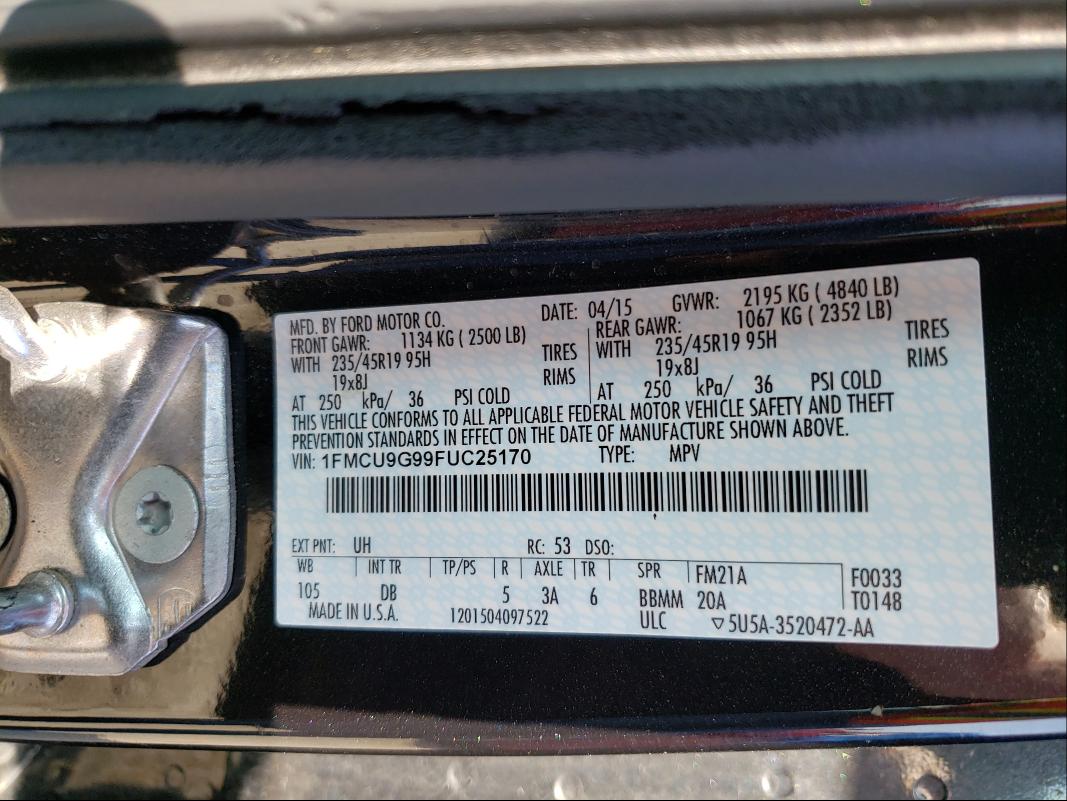 MFD. BY FORD MOTOR CO. DATE: 04/15 GVWR: 2195 KG ( 4840 LB)
FRONT GAWR: 1134 KG ( 2500 LB) REAR GAWR: 1067 KG ( 2352 LB)
WITH 235/45R19 95H TIRES WITH 235/45R19 95H TIRES
19x8J RIMS 19x8J RIMS
AT 250 kPa/ 36 PSI COLD AT 250 kPa/ 36 PSI COLD
THIS VEHICLE CONFORMS TO ALL APPLICABLE FEDERAL MOTOR VEHICLE SAFETY AND THEFT
PREVENTION STANDARDS IN EFFECT ON THE DATE OF MANUFACTURE SHOWN ABOVE.
VIN: 1FMCU9G99FUC25170 TYPE: MPV
EXT PNT: UH RC: 53 DSO:
WB INT TR TP/PS R AXLE TR SPR FM21A F0033
105 DB 5 3A 6 BBMM 20A T0148
MADE IN U.S.A. 1201504097522 ULC ▽5U5A-3520472-AA